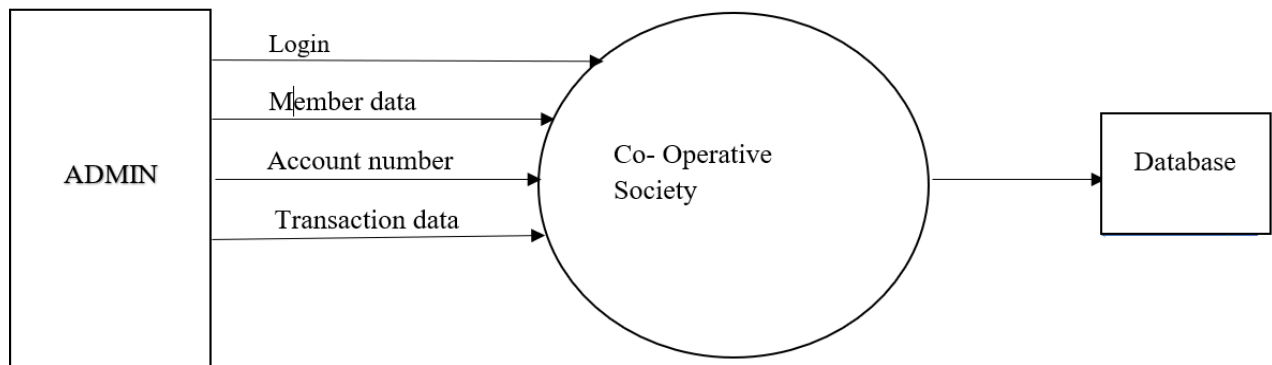 ADMIN
Login
Member data
Account number
Transaction data
Co- Operative
Society
Database